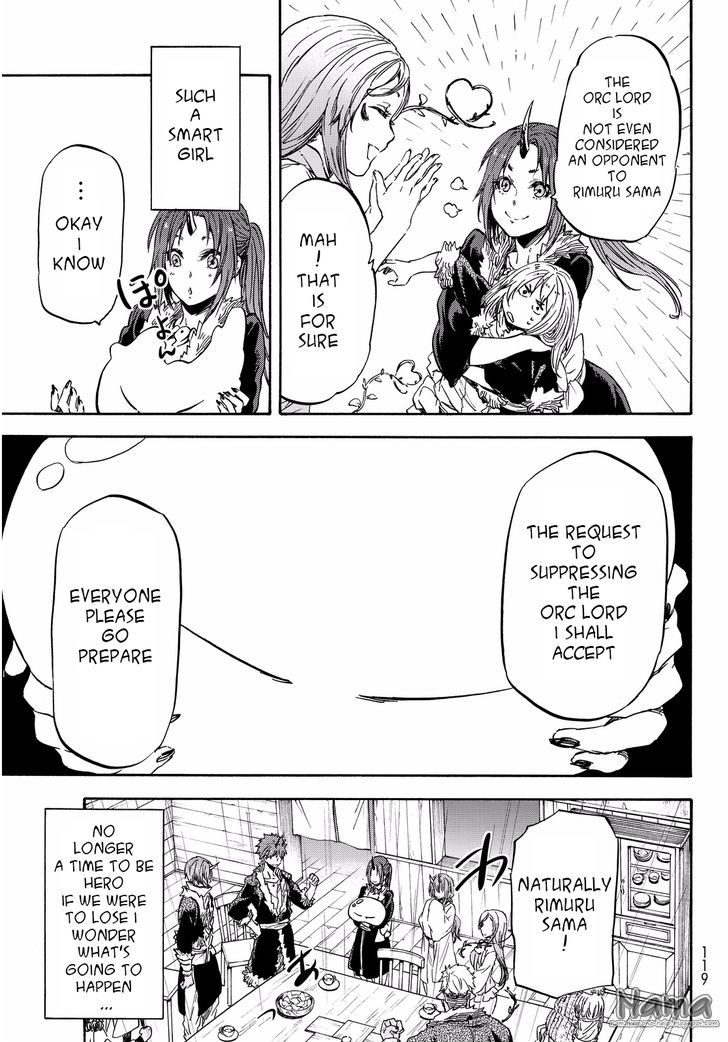 THE
ORC LORD
IS
NOT EVEN
CONSIDERED
AN OPPONENT
TO
RIMURU SAMA
MAH
!
THAT
IS
FOR
SURE
SUCH
A
SMART
GIRL
...
OKAY
I
KNOW
ぽ
よん
THE REQUEST
TO
SUPPRESSING
THE
ORC LORD
I SHALL
ACCEPT
EVERYONE
PLEASE
GO
PREPARE
NATURALLY
RIMURU
SAMA
!
NO
LONGER
A TIME TO BE
HERO
IF WE WERE
TO LOSE I
WONDER
WHAT'S
GOING TO
HAPPEN
...
119
Nama